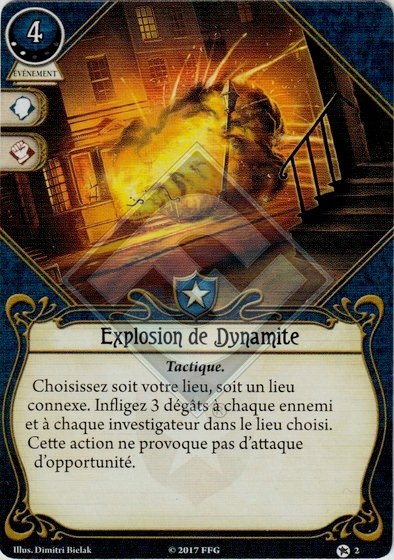 4
ÉVÉNEMENT
Explosion de Dynamite
Tactique.
Choisissez soit votre lieu, soit un lieu
connexe. Infligez 3 dégâts à chaque ennemi
et à chaque investigateur dans le lieu choisi.
Cette action ne provoque pas d'attaque
d'opportunité.
Illus. Dimitri Bielak © 2017 FFG 2